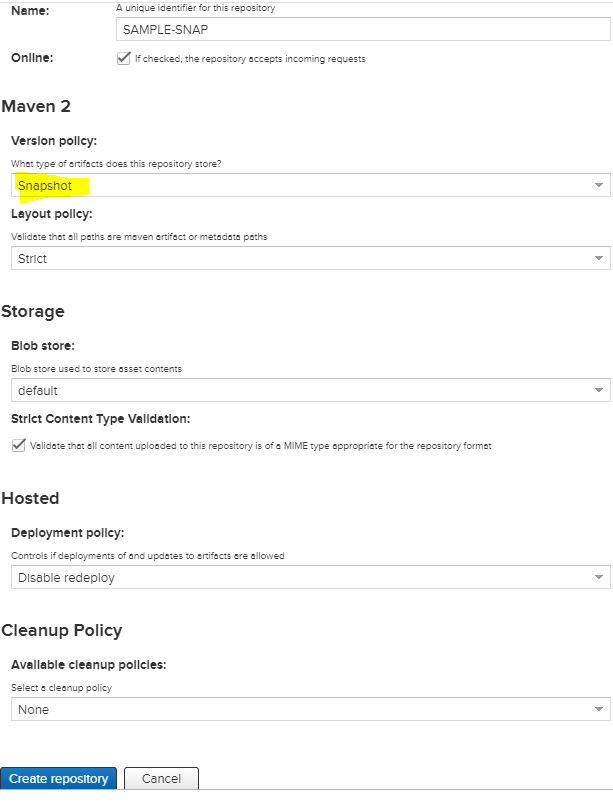 Name:
A unique identifier for this repository
SAMPLE-SNAP
Online:
If checked, the repository accepts incoming requests
Maven 2
Version policy:
What type of artifacts does this repository store?
Snapshot
Layout policy:
Validate that all paths are maven artifact or metadata paths
Strict
Storage
Blob store:
Blob store used to store asset contents
default
Strict Content Type Validation:
Validate that all content uploaded to this repository is of a MIME type appropriate for the repository format
Hosted
Deployment policy:
Controls if deployments of and updates to artifacts are allowed
Disable redeploy
Cleanup Policy
Available cleanup policies:
Select a cleanup policy
None
Create repository
Cancel